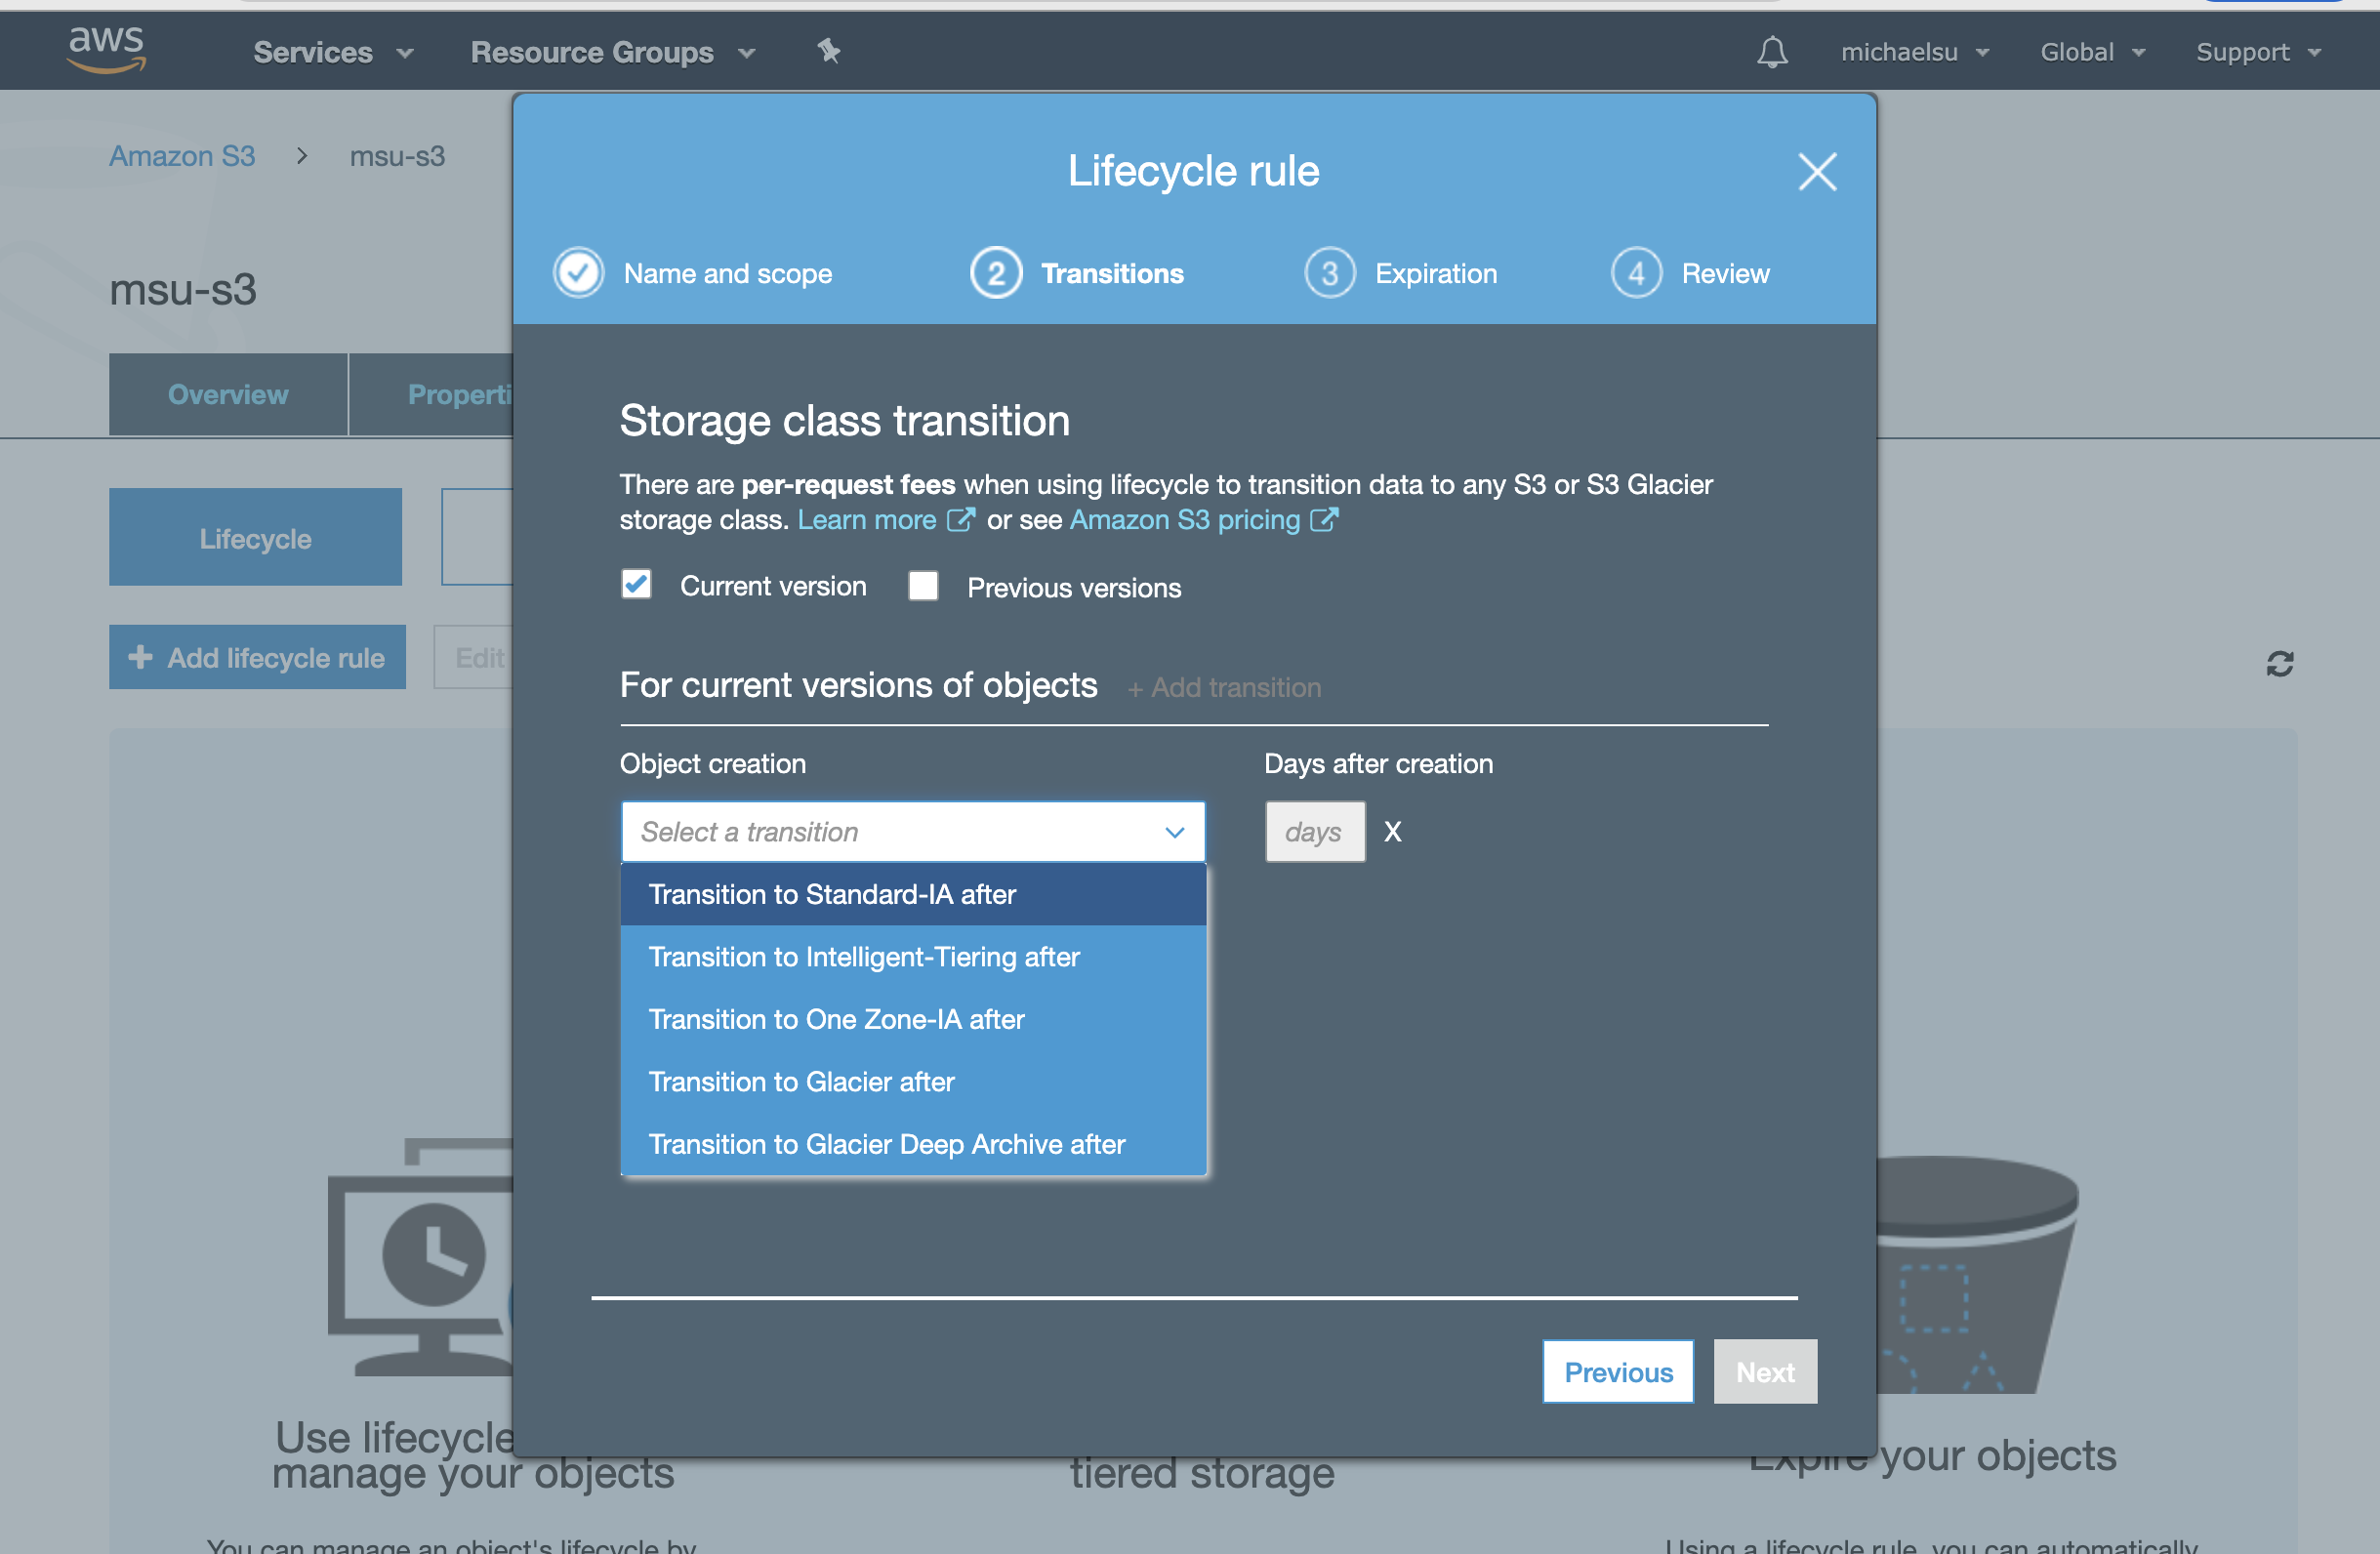 aws Services Resource Groups michaelsu Global Support
Amazon S3 > msu-s3
Lifecycle rule
Name and scope 2 Transitions 3 Expiration 4 Review
msu-s3
Overview
Storage class transition
There are per-request fees when using lifecycle to transition data to any S3 or S3 Glacier
storage class. Learn more or see Amazon S3 pricing
Lifecycle
Current version Previous versions
+ Add lifecycle rule Edit
For current versions of objects + Add transition
Object creation Days after creation
Select a transition days X
Transition to Standard-IA after
Transition to Intelligent-Tiering after
Transition to One Zone-IA after
Transition to Glacier after
Transition to Glacier Deep Archive after
Previous Next
Use lifecycle
manage your objects
tiered storage
Expire your objects
You can manage an object's lifecycle by
Using a lifecycle rule, you can automatically